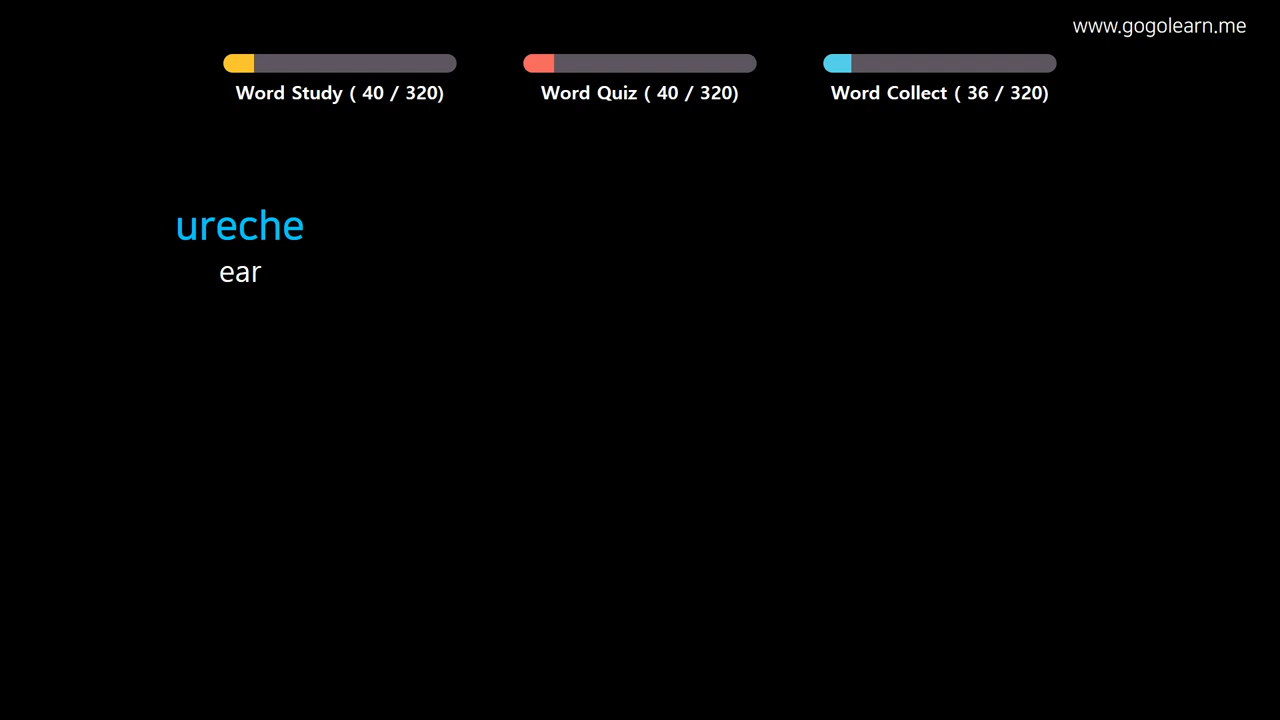 www.gogolearn.me
Word Study ( 40 / 320)
Word Quiz ( 40 / 320)
Word Collect ( 36 / 320)
ureche
ear